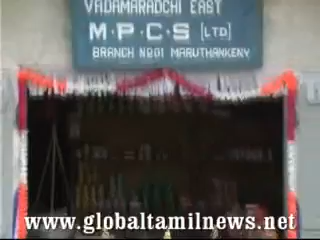 VADAMARADCHI EAST
M·P·C·S [LTD]
BRANCH NO01 MARUTHANKENY
www.globaltamilnews.net